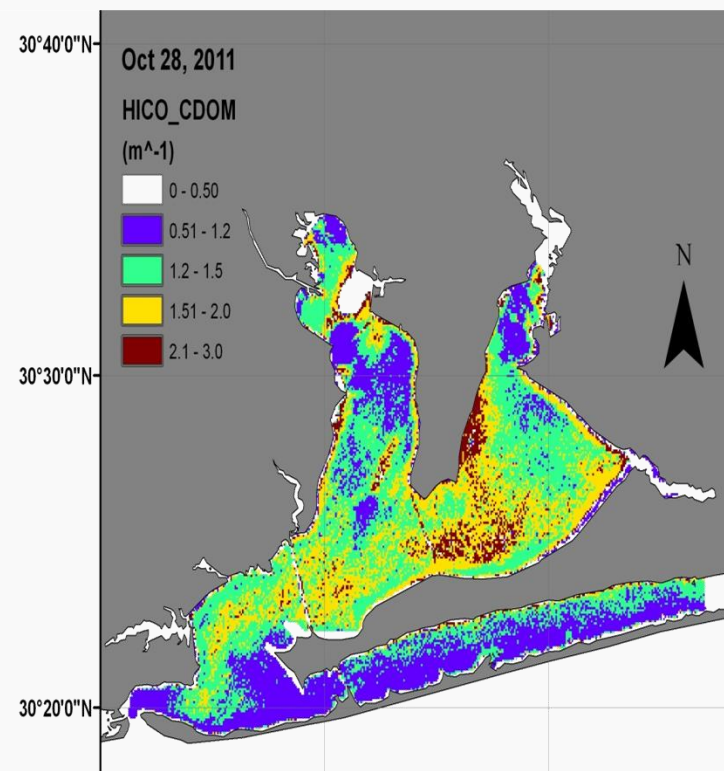 30°40'0"N
Oct 28, 2011
HICO_CDOM
(m^-1)
0 - 0.50
0.51 - 1.2
1.2 - 1.5
1.51 - 2.0
2.1 - 3.0
N
30°30'0"N
30°20'0"N